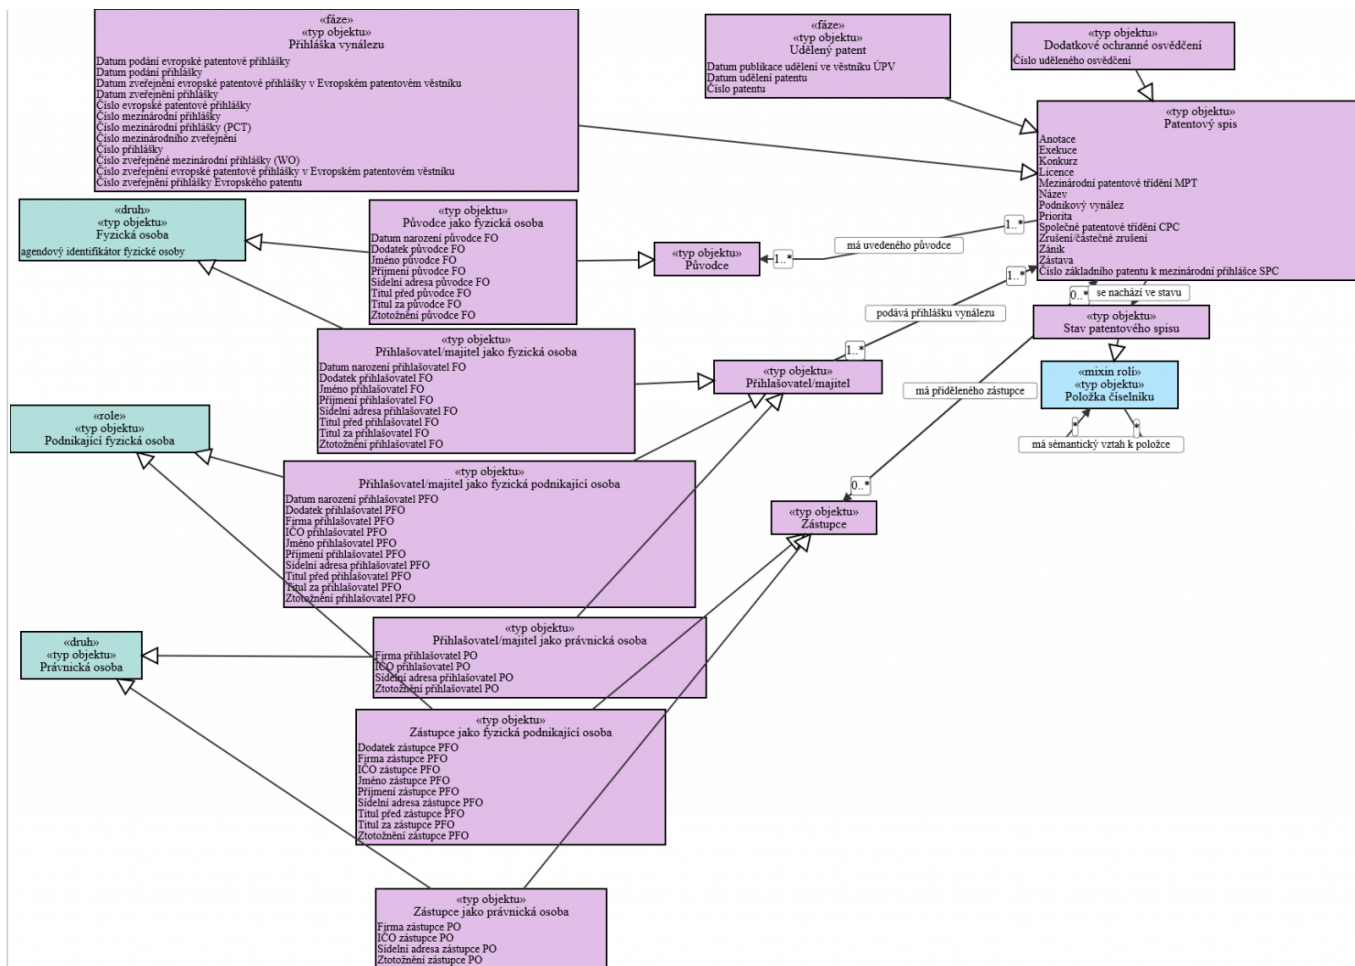 «fáze»
«typ objektu»
Přihláška vynálezu
Datum podání evropské patentové přihlášky
Datum podání přihlášky
Datum zveřejnění evropské patentové přihlášky v Evropském patentovém věstníku
Datum zveřejnění přihlášky
Číslo evropské patentové přihlášky
Číslo mezinárodní přihlášky
Číslo mezinárodní přihlášky (PCT)
Číslo mezinárodního zveřejnění
Číslo přihlášky
Číslo zveřejněné mezinárodní přihlášky (WO)
Číslo zveřejnění evropské patentové přihlášky v Evropském patentovém věstníku
Číslo zveřejnění přihlášky Evropského patentu
«fáze»
«typ objektu»
Udělený patent
Datum publikace udělení ve věstníku ÚPV
Datum udělení patentu
Číslo patentu
«typ objektu»
Dodatkové ochranné osvědčení
Číslo uděleného osvědčení
«typ objektu»
Patentový spis
Anotace
Exekuce
Konkurz
Licence
Mezinárodní patentové třídění MPT
Název
Podnikový vynález
Priorita
Společné patentové třídění CPC
Zrušení/částečné zrušení
Zánik
Zástava
Číslo základního patentu k mezinárodní přihlášce SPC
«druh»
«typ objektu»
Fyzická osoba
agendový identifikátor fyzické osoby
«typ objektu»
Původce jako fyzická osoba
Datum narození původce FO
Dodatek původce FO
Jméno původce FO
Příjmení původce FO
Sídelní adresa původce FO
Titul před původce FO
Titul za původce FO
Ztotožnění původce FO
«typ objektu»
Původce
1..*
má uvedeného původce
1..*
1..*
podává přihlášku vynálezu
1..*
0..*
se nachází ve stavu
«typ objektu»
Stav patentového spisu
«mixin rolí»
«typ objektu»
Položka číselníku
*
*
má sémantický vztah k položce
má přiděleného zástupce
0..*
«typ objektu»
Přihlašovatel/majitel jako fyzická osoba
Datum narození přihlašovatel FO
Dodatek přihlašovatel FO
Jméno přihlašovatel FO
Příjmení přihlašovatel FO
Sídelní adresa přihlašovatel FO
Titul před přihlašovatel FO
Titul za přihlašovatel FO
Ztotožnění přihlašovatel FO
«typ objektu»
Přihlašovatel/majitel
«role»
«typ objektu»
Podnikající fyzická osoba
«typ objektu»
Přihlašovatel/majitel jako fyzická podnikající osoba
Datum narození přihlašovatel PFO
Dodatek přihlašovatel PFO
Firma přihlašovatel PFO
IČO přihlašovatel PFO
Jméno přihlašovatel PFO
Příjmení přihlašovatel PFO
Sídelní adresa přihlašovatel PFO
Titul před přihlašovatel PFO
Titul za přihlašovatel PFO
Ztotožnění přihlašovatel PFO
«typ objektu»
Zástupce
«druh»
«typ objektu»
Právnická osoba
«typ objektu»
Přihlašovatel/majitel jako právnická osoba
Firma přihlašovatel PO
IČO přihlašovatel PO
Sídelní adresa přihlašovatel PO
Ztotožnění přihlašovatel PO
«typ objektu»
Zástupce jako fyzická podnikající osoba
Dodatek zástupce PFO
Firma zástupce PFO
IČO zástupce PFO
Jméno zástupce PFO
Příjmení zástupce PFO
Sídelní adresa zástupce PFO
Titul před zástupce PFO
Titul za zástupce PFO
Ztotožnění zástupce PFO
«typ objektu»
Zástupce jako právnická osoba
Firma zástupce PO
IČO zástupce PO
Sídelní adresa zástupce PO
Ztotožnění zástupce PO